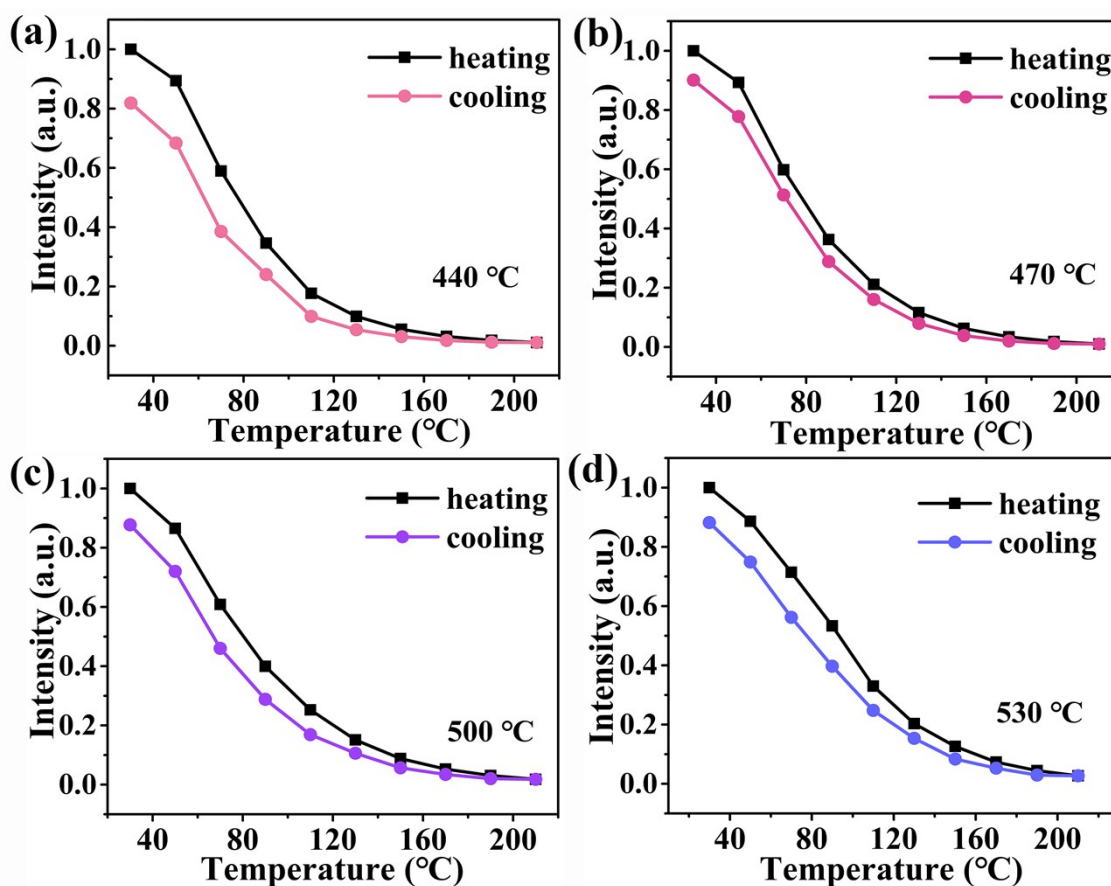 (a)
heating
cooling
440 °C
Intensity (a.u.)
1.0
0.8
0.6
0.4
0.2
0.0
40 80 120 160 200
Temperature (°C)
(b)
heating
cooling
470 °C
Intensity (a.u.)
1.0
0.8
0.6
0.4
0.2
0.0
40 80 120 160 200
Temperature (°C)
(c)
heating
cooling
500 °C
Intensity (a.u.)
1.0
0.8
0.6
0.4
0.2
0.0
40 80 120 160 200
Temperature (°C)
(d)
heating
cooling
530 °C
Intensity (a.u.)
1.0
0.8
0.6
0.4
0.2
0.0
40 80 120 160 200
Temperature (°C)